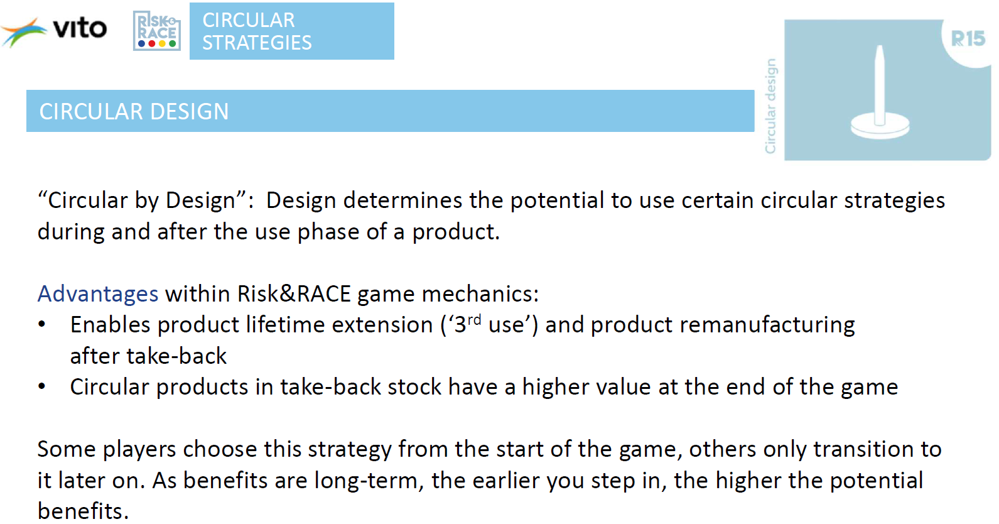 vito
RISK&
RACE
CIRCULAR
STRATEGIES
R15
Circular design
CIRCULAR DESIGN
“Circular by Design”:  Design determines the potential to use certain circular strategies
during and after the use phase of a product.
Advantages within Risk&RACE game mechanics:
• Enables product lifetime extension (‘3rd use’) and product remanufacturing
after take-back
• Circular products in take-back stock have a higher value at the end of the game
Some players choose this strategy from the start of the game, others only transition to
it later on. As benefits are long-term, the earlier you step in, the higher the potential
benefits.